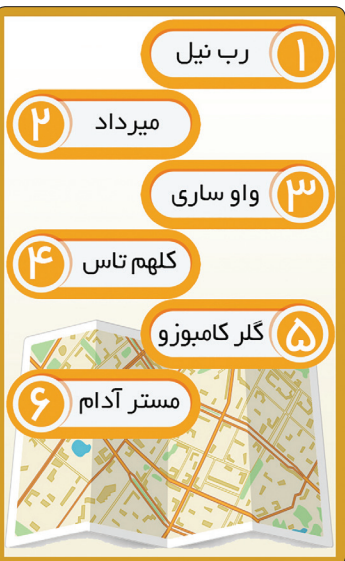 ۱ رب نیل
میرداد ۲
۳ واو ساری
کلهم تاس ۴
۵ گلر کامبوزو
مستر آدام ۶